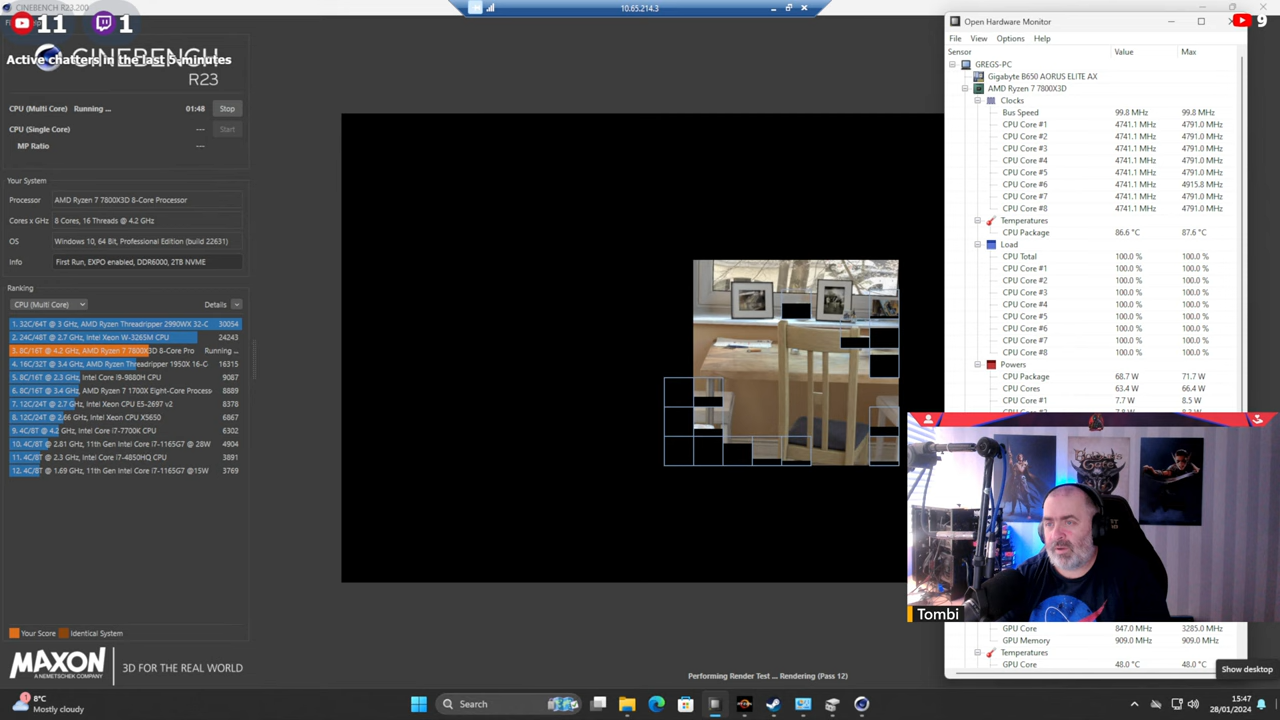 CINEBENCH R23.200
10.65.214.3
11
1
9
CINEBENCH
R23
Active chatters in the last 5 minutes
CPU (Multi Core) Running ... 01:48 Stop
CPU (Single Core) --- Start
MP Ratio ---
Your System
Processor AMD Ryzen 7 7800X3D 8-Core Processor
Cores x GHz 8 Cores, 16 Threads @ 4.2 GHz
OS Windows 10, 64 Bit, Professional Edition (build 22631)
Info First Run, EXPO enabled, DDR6000, 2TB NVME
Ranking
CPU (Multi Core) Details
1. 32C/64T @ 3 GHz, AMD Ryzen Threadripper 2990WX 32-C 30054
2. 24C/48T @ 2.7 GHz, Intel Xeon W-3265M CPU 24243
3. 8C/16T @ 4.2 GHz, AMD Ryzen 7 7800X3D 8-Core Pro Running ...
4. 16C/32T @ 3.4 GHz, AMD Ryzen Threadripper 1950X 16-C 16315
5. 8C/16T @ 2.3 GHz, Intel Core i9-9880H CPU 9087
6. 8C/16T @ 3.4 GHz, AMD Ryzen 7 1700X Eight-Core Process 8889
7. 12C/24T @ 2.7 GHz, Intel Xeon CPU E5-2697 v2 8378
8. 12C/24T @ 2.66 GHz, Intel Xeon CPU X5650 6867
9. 4C/8T @ 4.2 GHz, Intel Core i7-7700K CPU 6302
10. 4C/8T @ 2.81 GHz, 11th Gen Intel Core i7-1165G7 @ 28W 4904
11. 4C/8T @ 2.3 GHz, Intel Core i7-4850HQ CPU 3891
12. 4C/8T @ 1.69 GHz, 11th Gen Intel Core i7-1165G7 @15W 3769
Your Score Identical System
MAXON
A NEMETSCHEK COMPANY
3D FOR THE REAL WORLD
Performing Render Test ... Rendering (Pass 12)
Open Hardware Monitor
File View Options Help
Sensor Value Max
GREGS-PC
Gigabyte B650 AORUS ELITE AX
AMD Ryzen 7 7800X3D
Clocks
Bus Speed 99.8 MHz 99.8 MHz
CPU Core #1 4741.1 MHz 4791.0 MHz
CPU Core #2 4741.1 MHz 4791.0 MHz
CPU Core #3 4741.1 MHz 4791.0 MHz
CPU Core #4 4741.1 MHz 4791.0 MHz
CPU Core #5 4741.1 MHz 4791.0 MHz
CPU Core #6 4741.1 MHz 4915.8 MHz
CPU Core #7 4741.1 MHz 4791.0 MHz
CPU Core #8 4741.1 MHz 4791.0 MHz
Temperatures
CPU Package 86.6 °C 87.6 °C
Load
CPU Total 100.0 % 100.0 %
CPU Core #1 100.0 % 100.0 %
CPU Core #2 100.0 % 100.0 %
CPU Core #3 100.0 % 100.0 %
CPU Core #4 100.0 % 100.0 %
CPU Core #5 100.0 % 100.0 %
CPU Core #6 100.0 % 100.0 %
CPU Core #7 100.0 % 100.0 %
CPU Core #8 100.0 % 100.0 %
Powers
CPU Package 68.7 W 71.7 W
CPU Cores 63.4 W 66.4 W
CPU Core #1 7.7 W 8.5 W
Tombi
GPU Core 847.0 MHz 3285.0 MHz
GPU Memory 909.0 MHz 909.0 MHz
Temperatures
GPU Core 48.0 °C 48.0 °C
Show desktop
1
8°C
Mostly cloudy
Search
15:47
28/01/2024